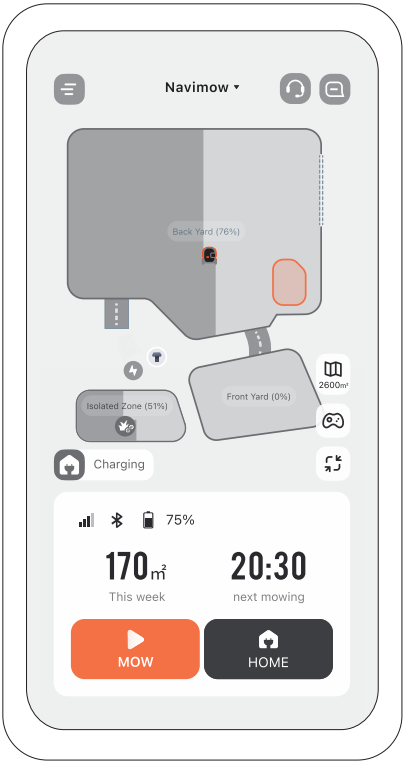 Navimow
Back Yard (76%)
Isolated Zone (51%)
Front Yard (0%)
2600m²
Charging
75%
170m²
20:30
This week
next mowing
MOW
HOME